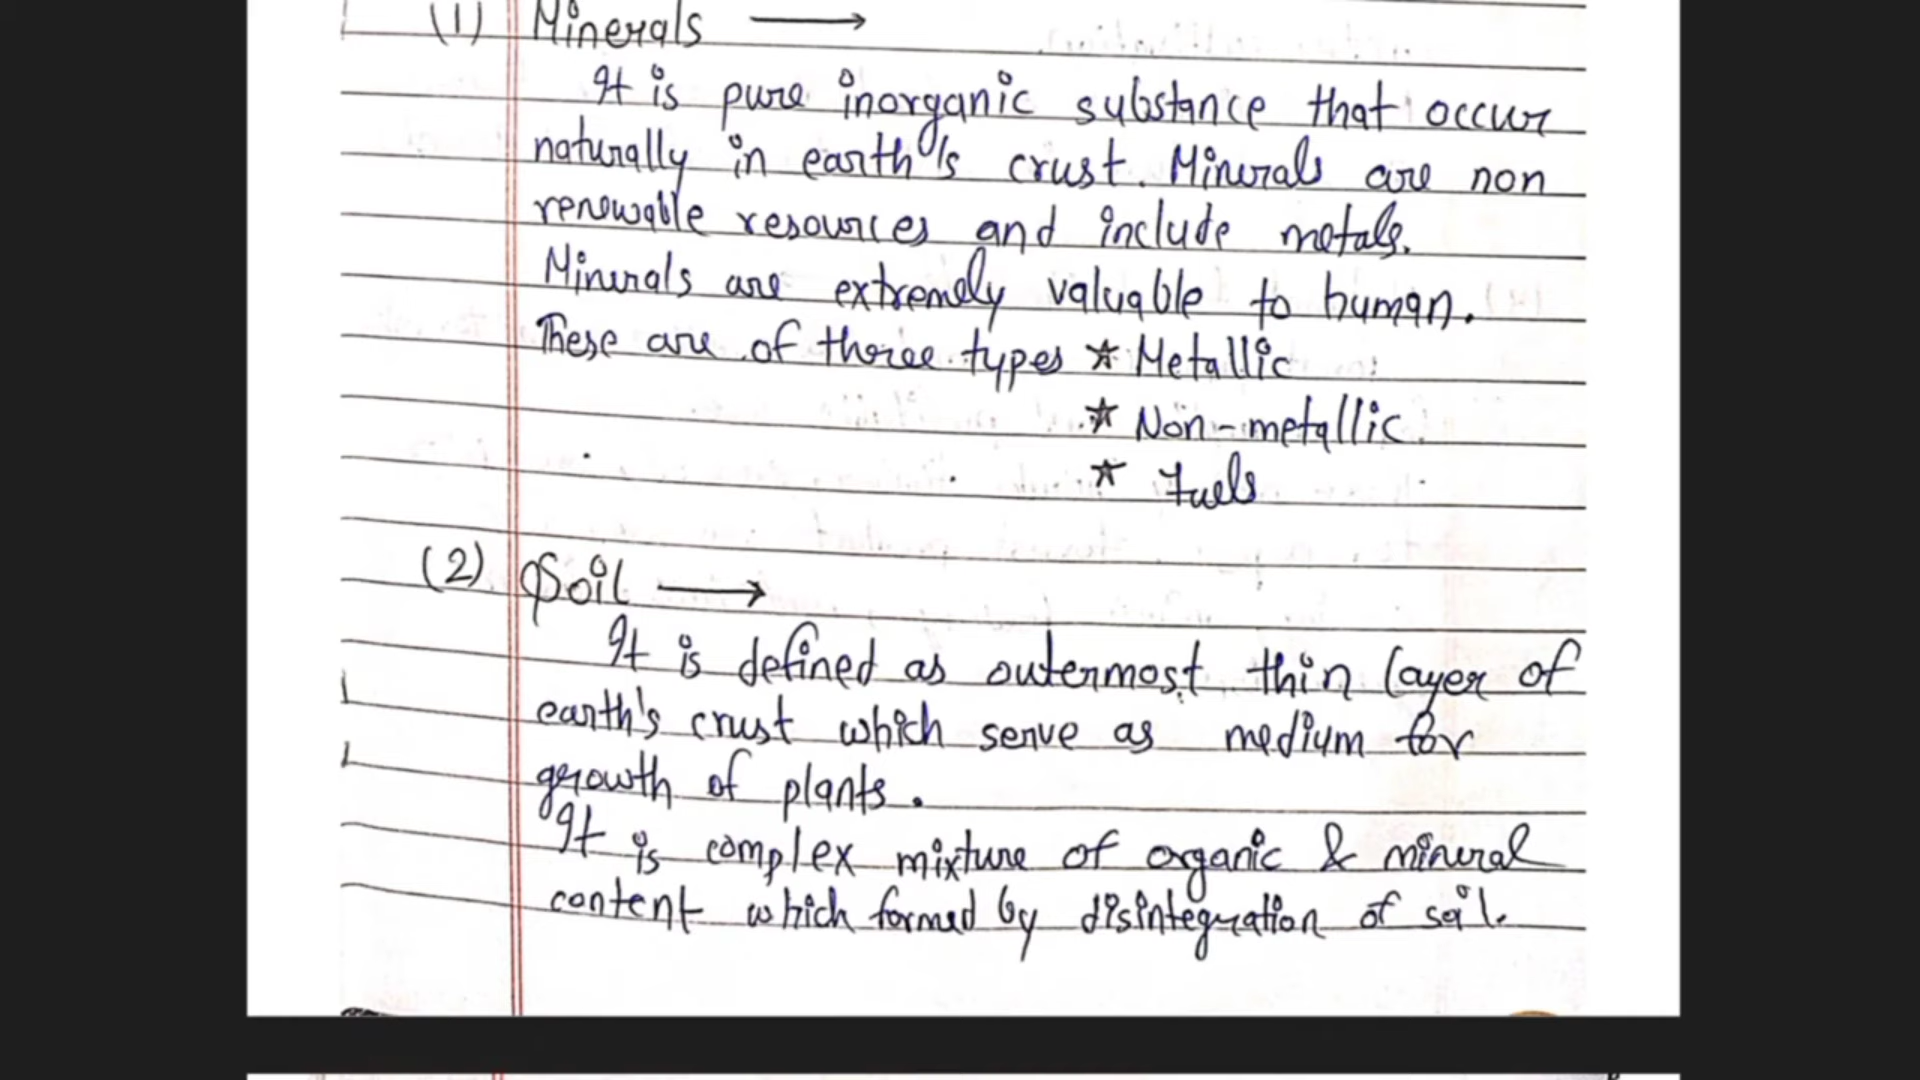 (1) Minerals →
It is pure inorganic substance that occur
naturally in earth's crust. Minerals are non
renewable resources and include metals.
Minerals are extremely valuable to human.
These are of three types ☆ Metallic
☆ Non-metallic
☆ fuels
(2) Soil →
It is defined as outermost thin layer of
earth's crust which serve as medium for
growth of plants.
It is complex mixture of organic & mineral
content which formed by disintegration of soil.